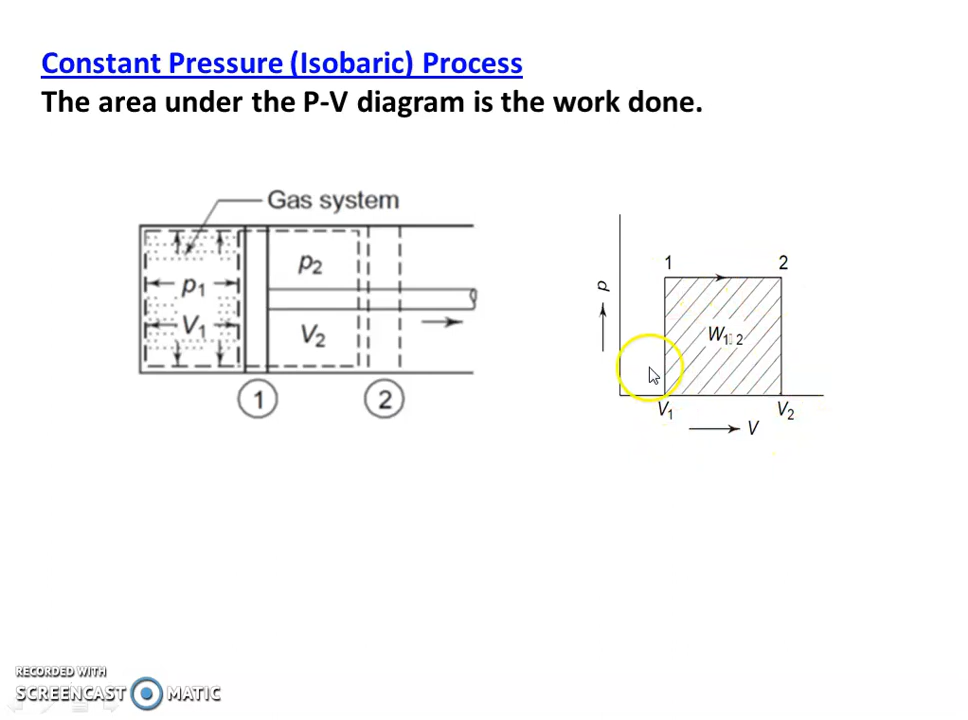 Constant Pressure (Isobaric) Process
The area under the P-V diagram is the work done.
Gas system
p1
V1
p2
V2
1
2
p
1
2
W1 2
V1
V2
V
RECORDED WITH
SCREENCAST MATIC